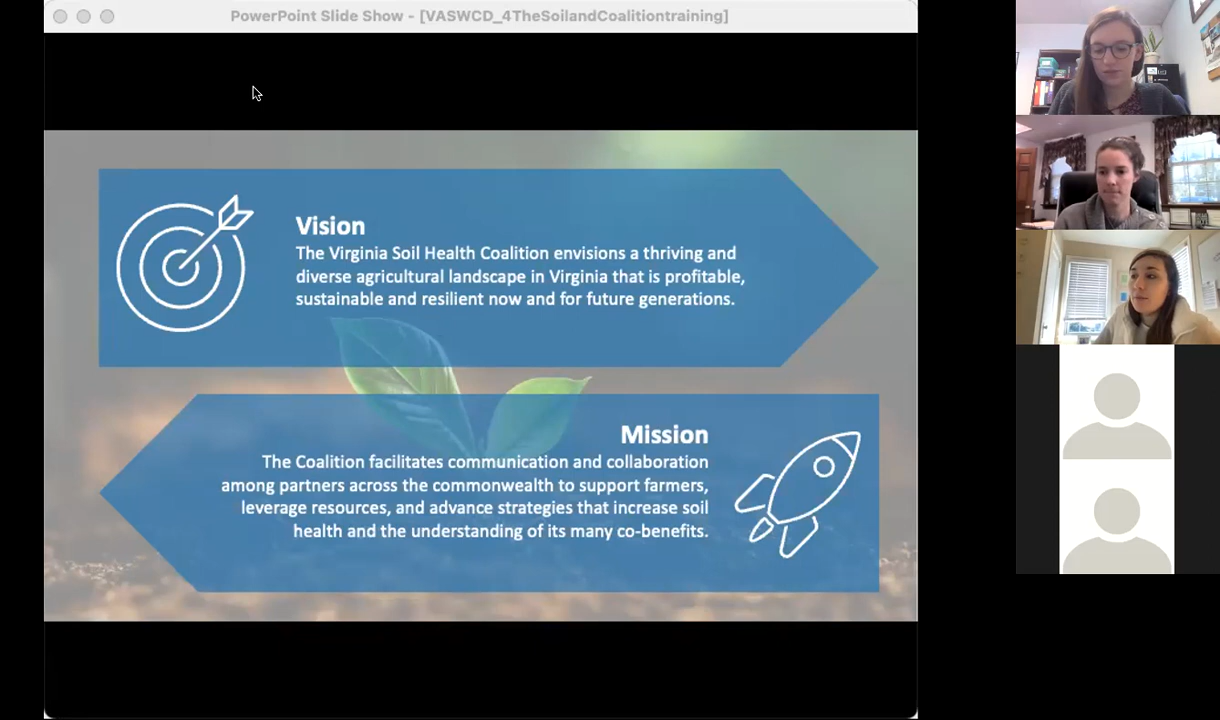 PowerPoint Slide Show - [VASWCD_4TheSoilandCoalitiontraining]
Vision
The Virginia Soil Health Coalition envisions a thriving and
diverse agricultural landscape in Virginia that is profitable,
sustainable and resilient now and for future generations.
Mission
The Coalition facilitates communication and collaboration
among partners across the commonwealth to support farmers,
leverage resources, and advance strategies that increase soil
health and the understanding of its many co-benefits.